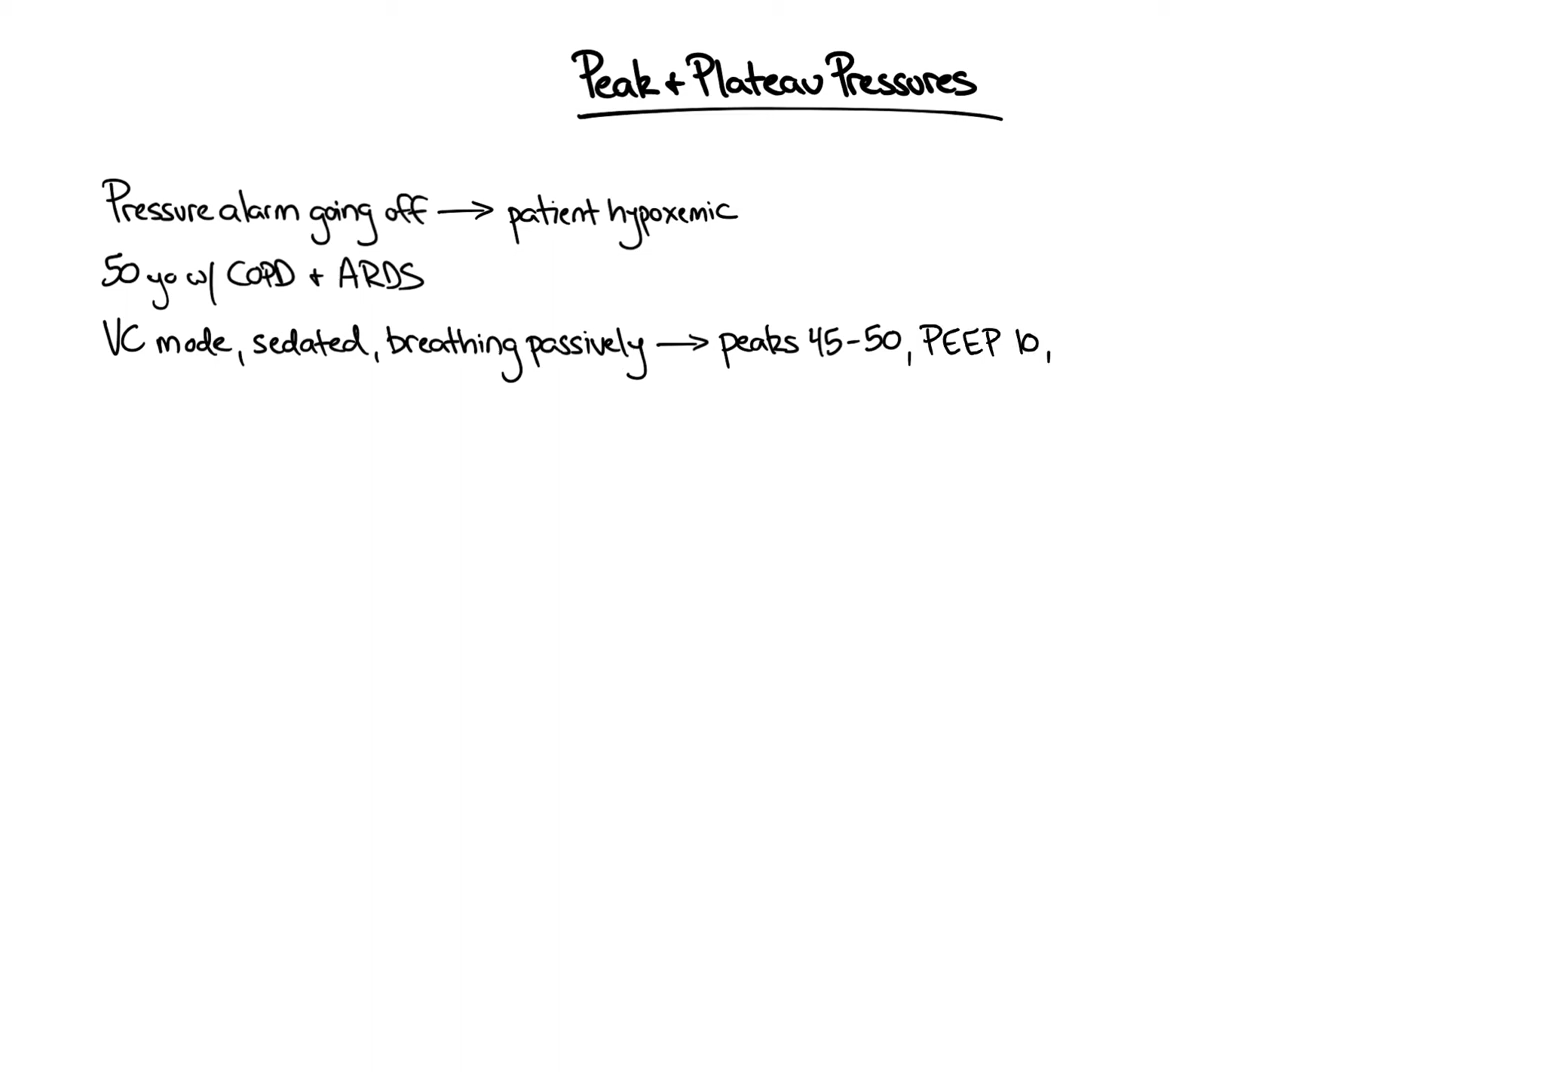 Peak + Plateau Pressures
Pressure alarm going off → patient hypoxemic
50 yo w/ COPD + ARDS
VC mode, sedated, breathing passively → peaks 45-50, PEEP 10,